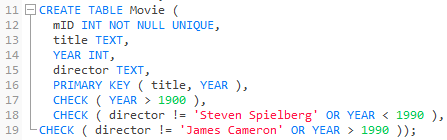 11 CREATE TABLE Movie (
12 mID INT NOT NULL UNIQUE,
13 title TEXT,
14 YEAR INT,
15 director TEXT,
16 PRIMARY KEY ( title, YEAR ),
17 CHECK ( YEAR > 1900 ),
18 CHECK ( director != 'Steven Spielberg' OR YEAR < 1990 ),
19 CHECK ( director != 'James Cameron' OR YEAR > 1990 ));